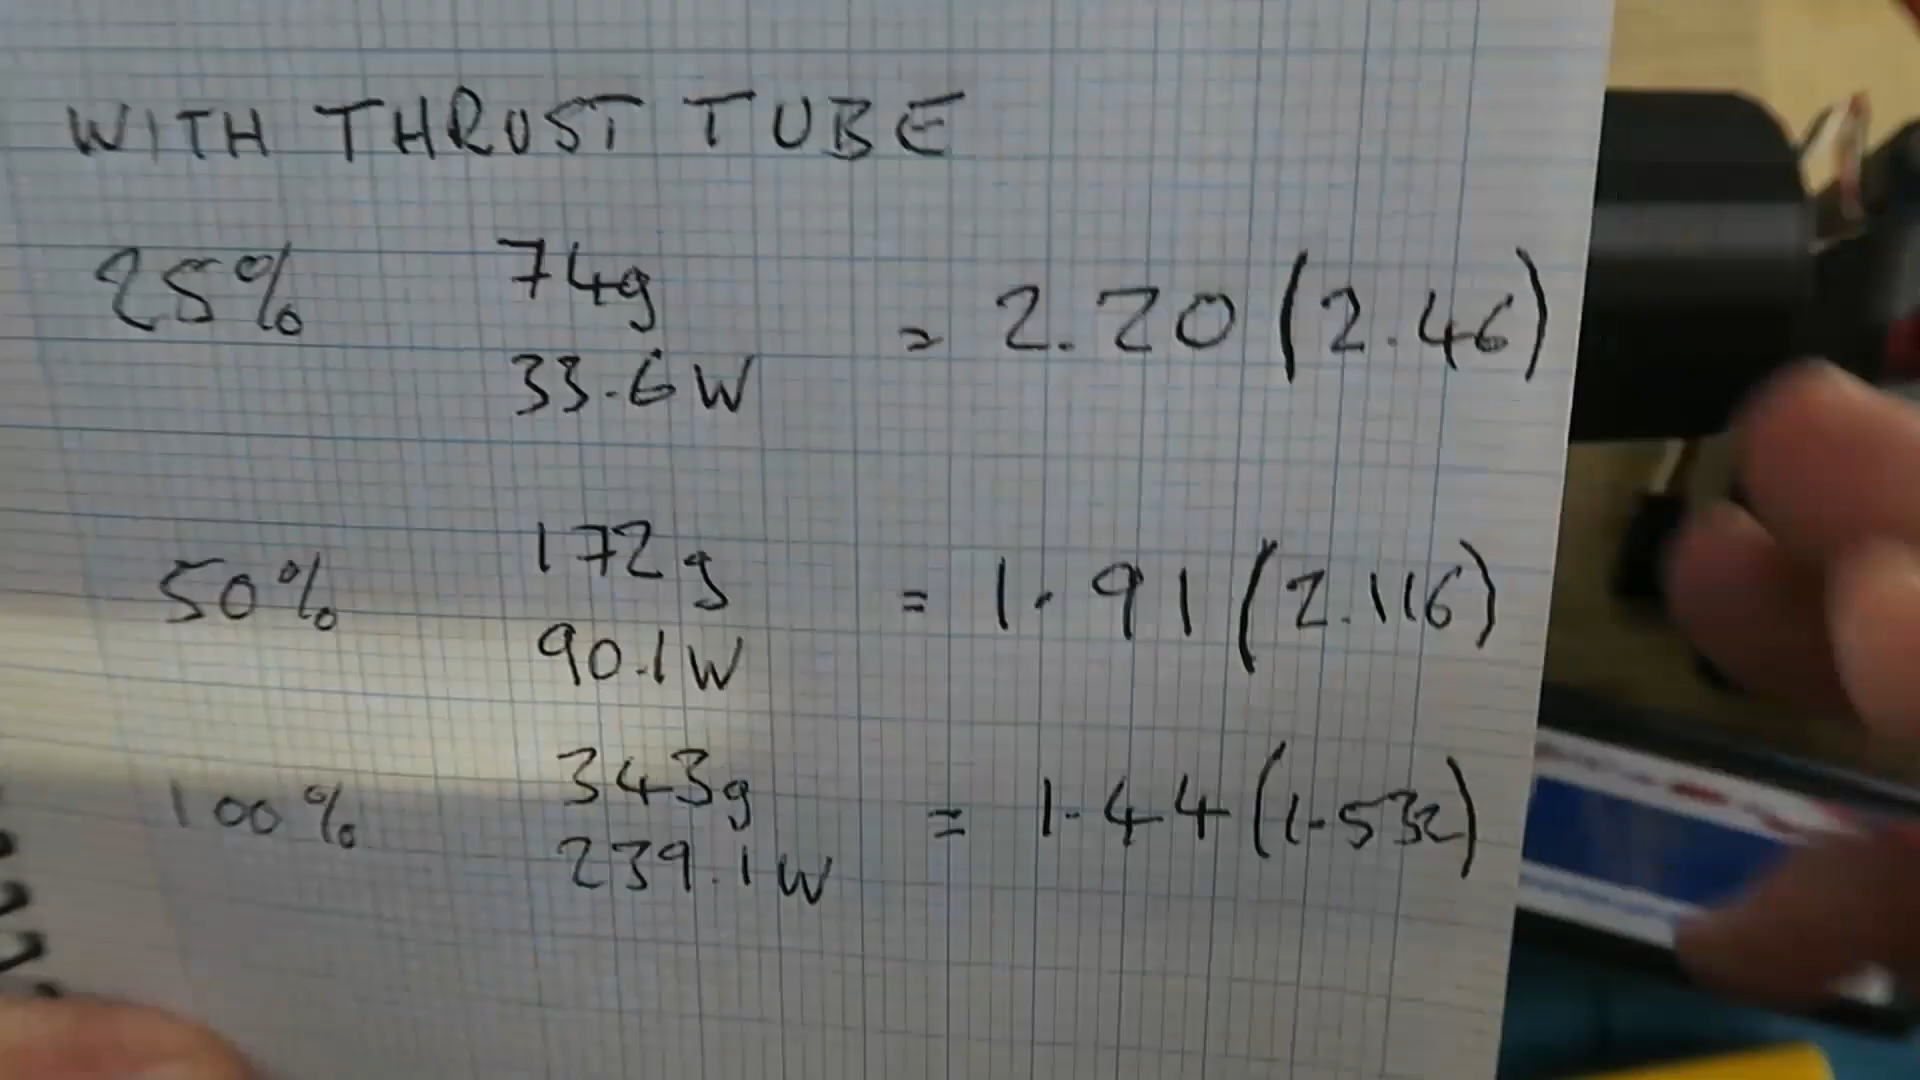 WITH THRUST TUBE
25% 74g = 2.20 (2.46)
33.6W
50% 172g = 1.91 (2.116)
90.1W
100% 343g = 1.44 (1.532)
239.1W